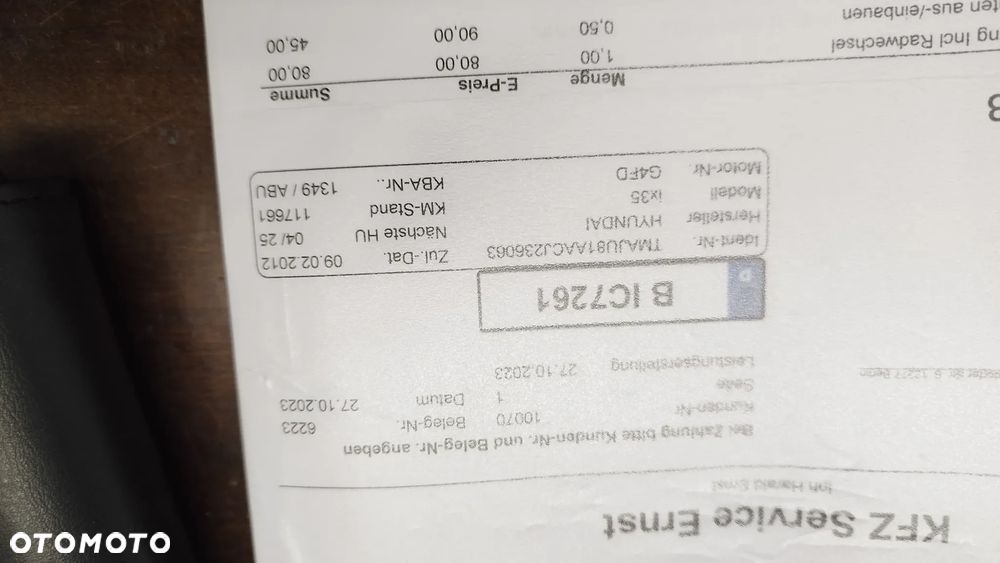 KFZ Service Ernst
Inh Harald Ernst
Bei Zahlung bitte Kunden-Nr. und Beleg-Nr. angeben
Kunden-Nr 10070 Beleg-Nr. 6223
Seite 1 Datum 27.10.2023
Leistungserstellung 27.10.2023
D B IC7261
Ident-Nr. TMAJU81AACJ236063 Zul.-Dat. 09.02.2012
Hersteller HYUNDAI Nächste HU 04/ 25
Modell ix35 KM-Stand 117661
Motor-Nr. G4FD KBA-Nr.. 1349 / ABU
Menge E-Preis Summe
ng Incl Radwechsel 1,00 80,00 80,00
ten aus-/einbauen 0,50 90,00 45,00
OTOMOTO